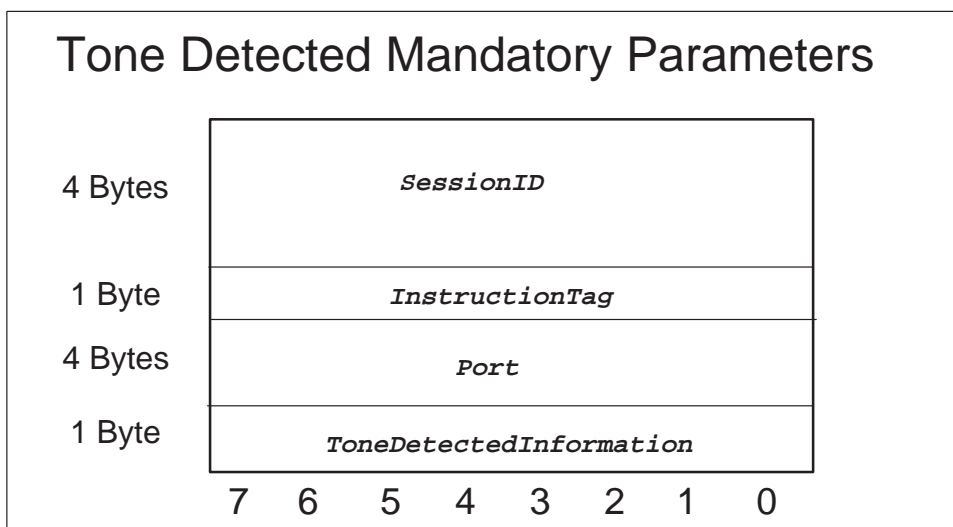 Tone Detected Mandatory Parameters
4 Bytes SessionID
1 Byte InstructionTag
4 Bytes Port
1 Byte ToneDetectedInformation
7 6 5 4 3 2 1 0